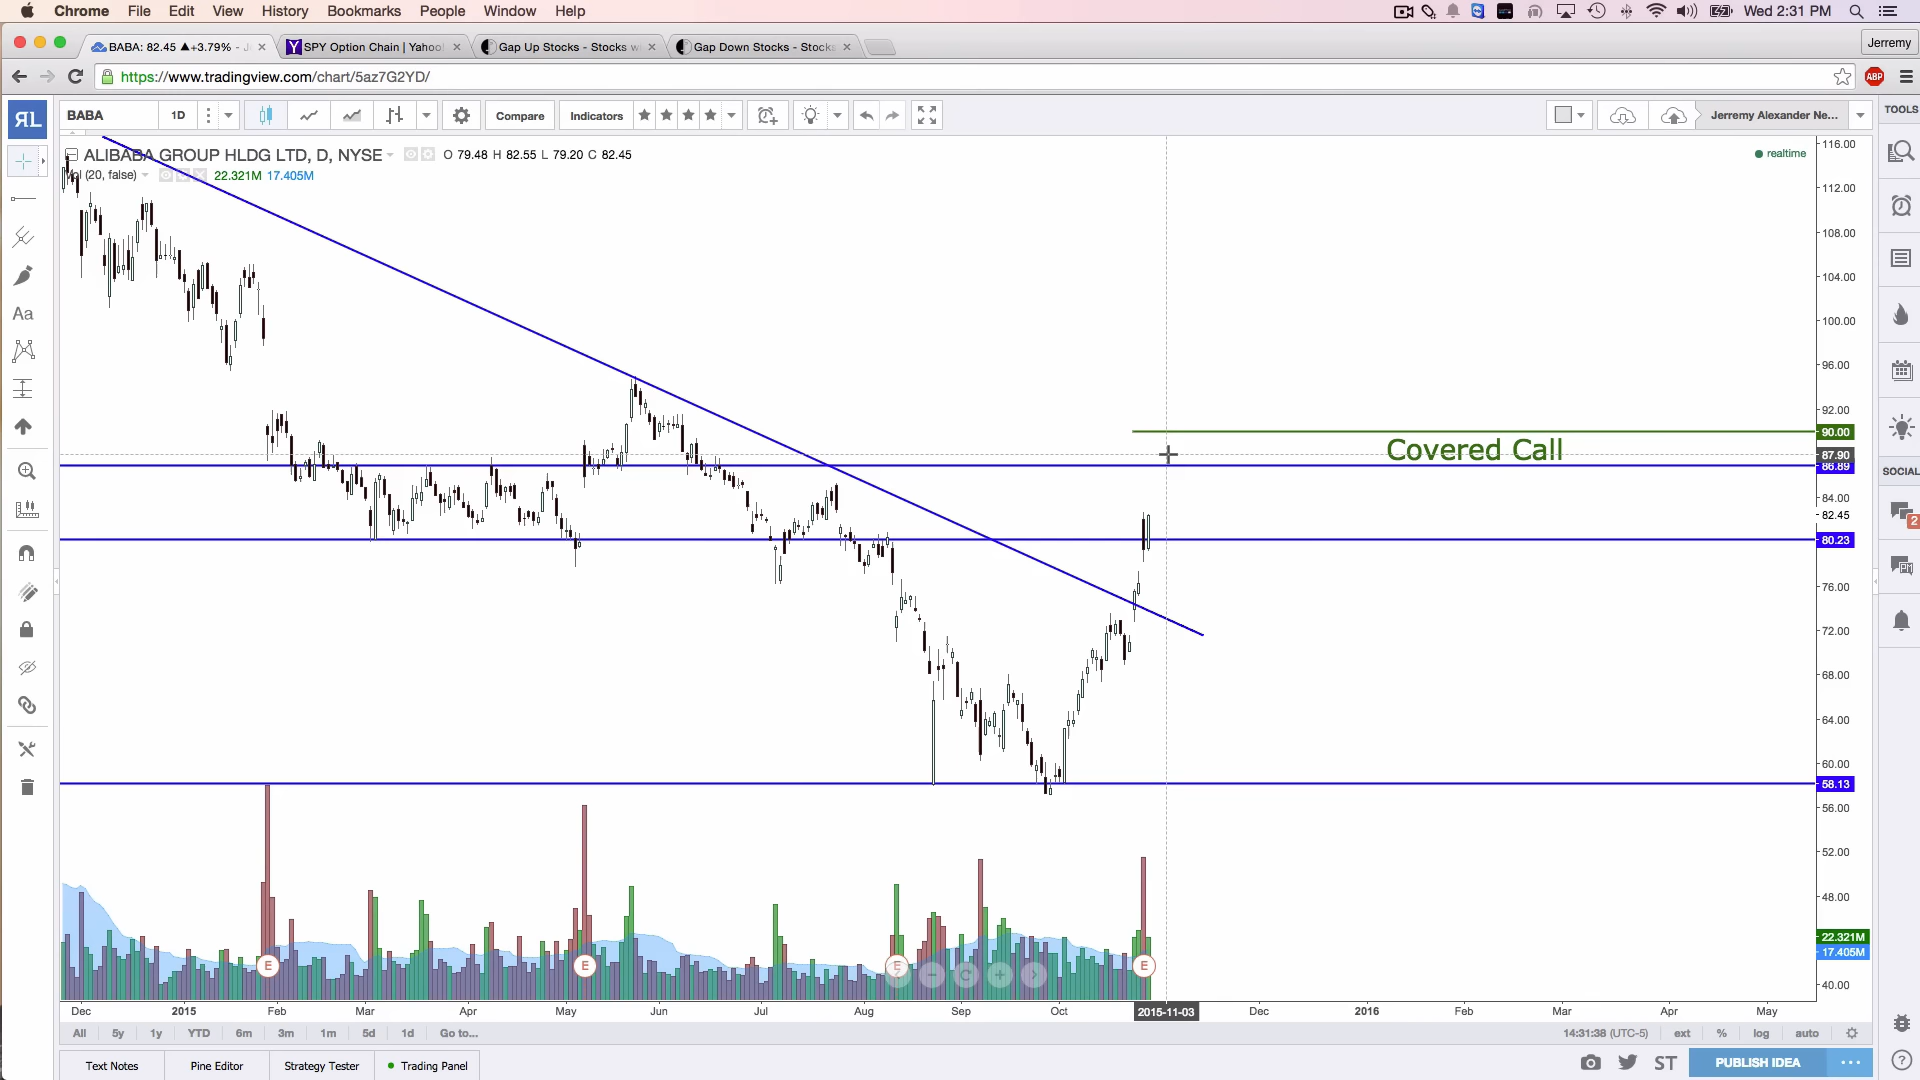 Chrome File Edit View History Bookmarks People Window Help Wed 2:31 PM
BABA: 82.45 ▲+3.79% - SPY Option Chain | Yahoo! Gap Up Stocks - Stocks Gap Down Stocks - Stocks Jerremy
https://www.tradingview.com/chart/5az7G2YD/ ABP
BABA 1D Compare Indicators Jerremy Alexander Ne... TOOLS
ALIBABA GROUP HLDG LTD, D, NYSE O 79.48 H 82.55 L 79.20 C 82.45 realtime
Vol (20, false) 22.321M 17.405M
Aa
116.00
112.00
108.00
104.00
100.00
96.00
92.00
90.00
Covered Call
87.90
86.89
SOCIAL
84.00
82.45
2
80.23
76.00
72.00
68.00
64.00
60.00
58.13
56.00
52.00
48.00
22.321M
17.405M
E E E E
40.00
Dec 2015 Feb Mar Apr May Jun Jul Aug Sep Oct 2015-11-03 Dec 2016 Feb Mar Apr May
All 5y 1y YTD 6m 3m 1m 5d 1d Go to... 14:31:38 (UTC-5) ext % log auto
Text Notes Pine Editor Strategy Tester Trading Panel ST PUBLISH IDEA ...